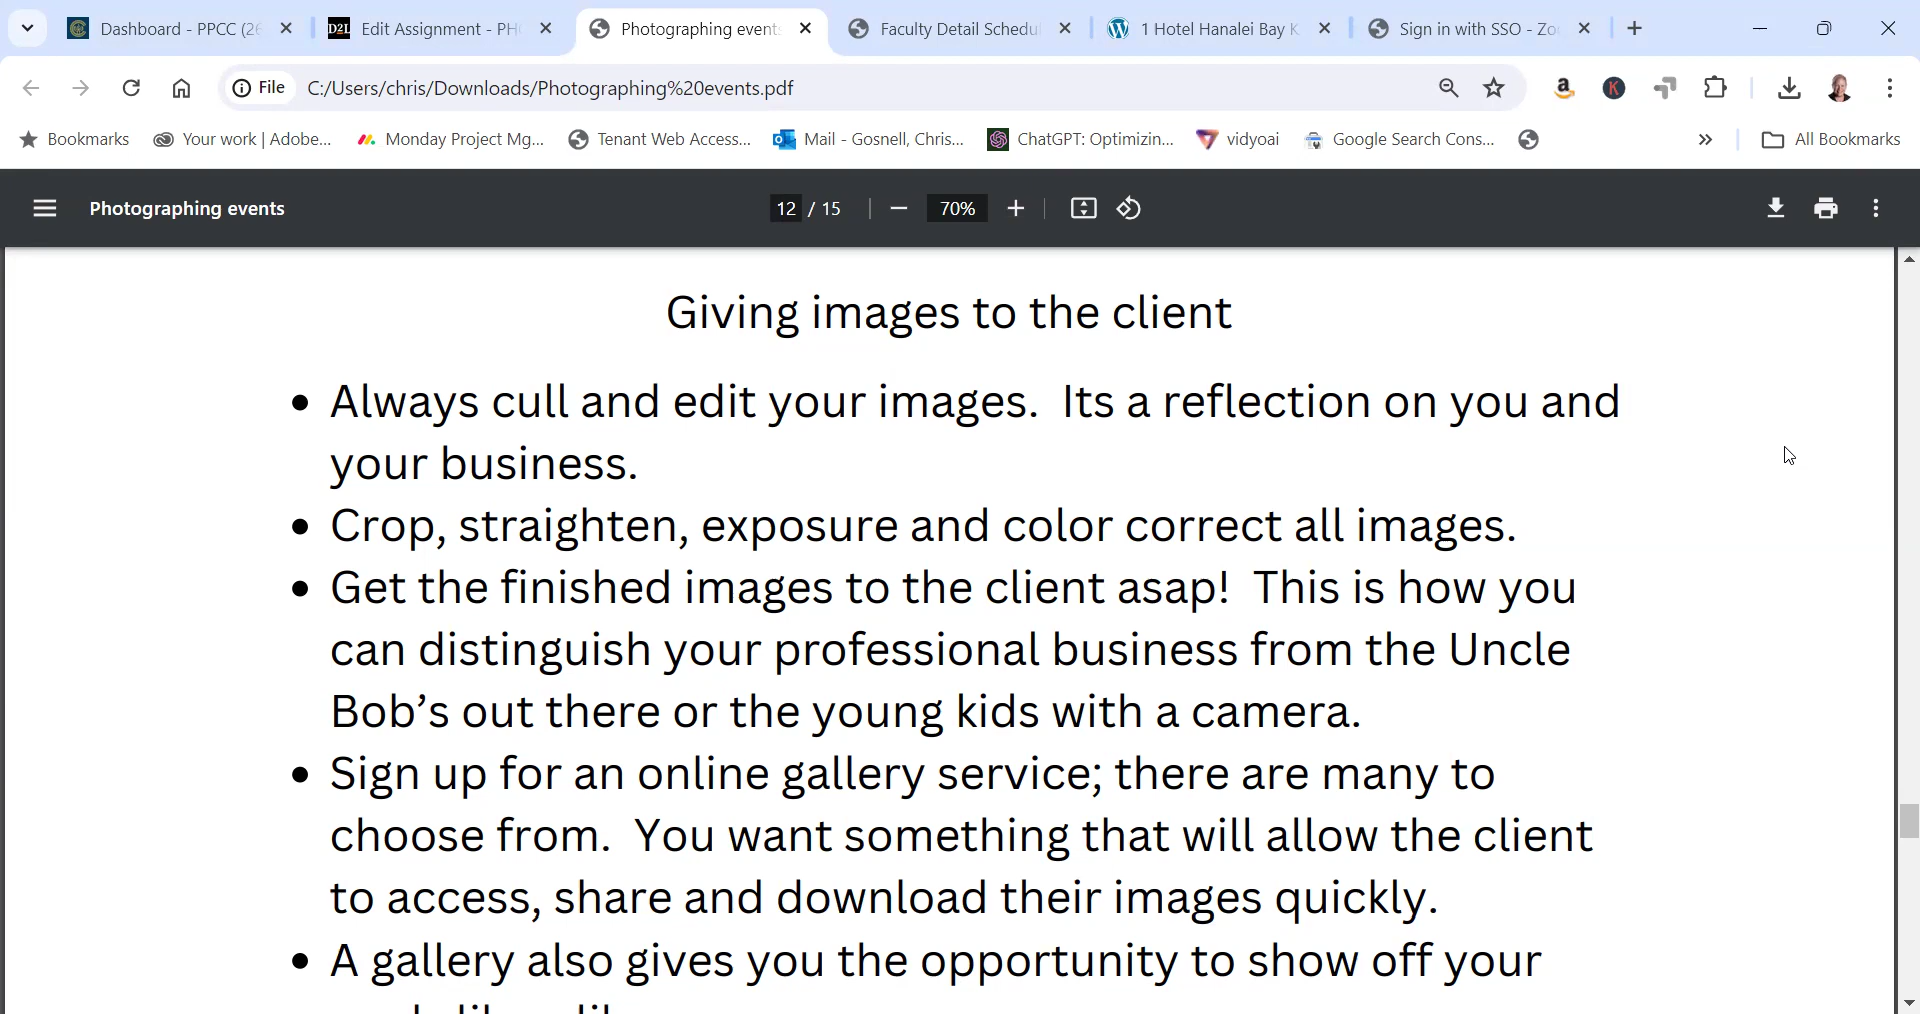 Dashboard - PPCC (26
D2L Edit Assignment - PH
Photographing events
Faculty Detail Schedul
1 Hotel Hanalei Bay K
Sign in with SSO - Zo
File C:/Users/chris/Downloads/Photographing%20events.pdf
Bookmarks Your work | Adobe... Monday Project Mg... Tenant Web Access... Mail - Gosnell, Chris... ChatGPT: Optimizin... vidyoai Google Search Cons... » All Bookmarks
Photographing events 12 / 15 70%
Giving images to the client
• Always cull and edit your images. Its a reflection on you and
your business.
• Crop, straighten, exposure and color correct all images.
• Get the finished images to the client asap! This is how you
can distinguish your professional business from the Uncle
Bob’s out there or the young kids with a camera.
• Sign up for an online gallery service; there are many to
choose from. You want something that will allow the client
to access, share and download their images quickly.
• A gallery also gives you the opportunity to show off your